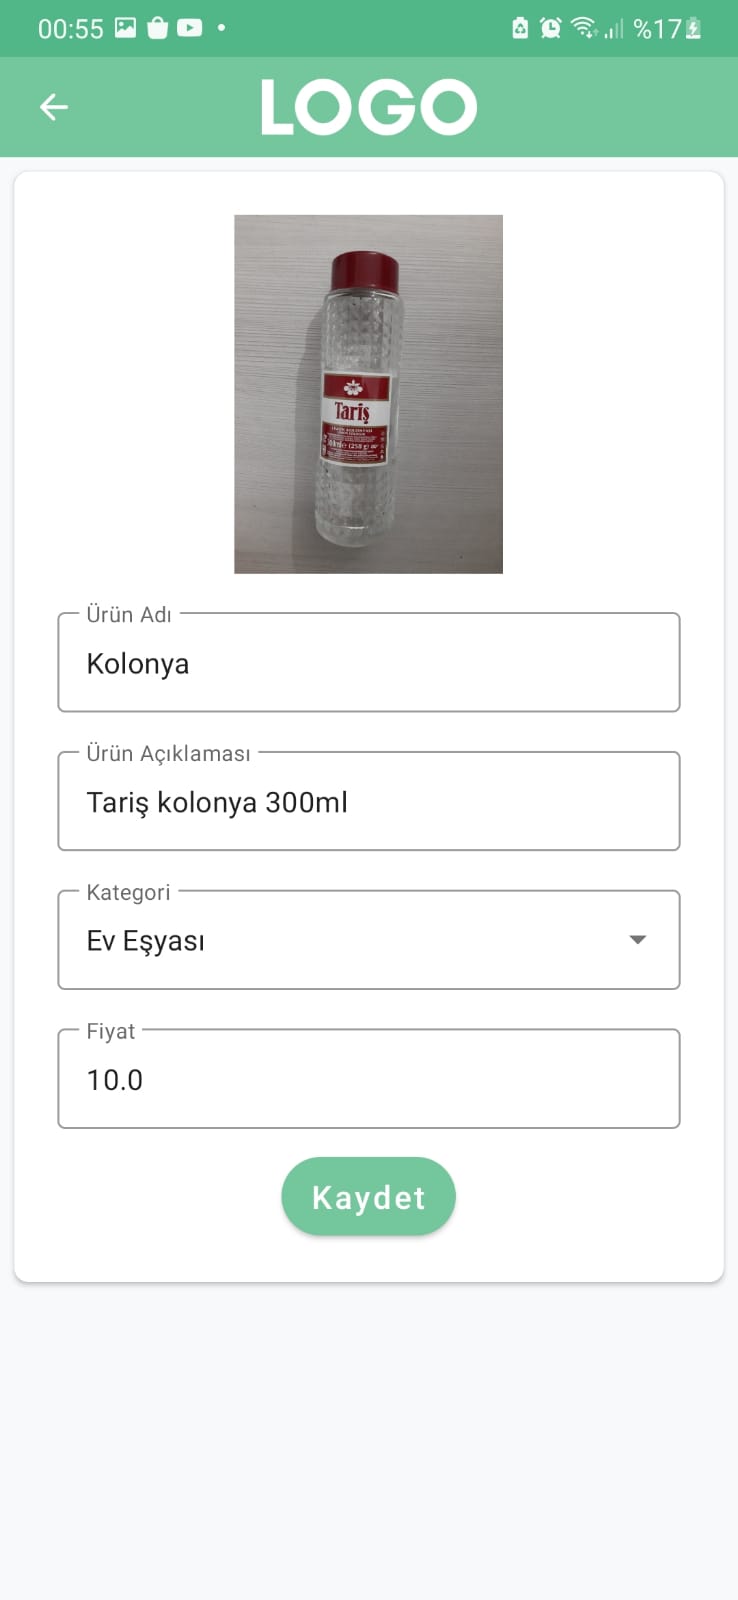 00:55 %17
LOGO
Tariş
Ürün Adı
Kolonya
Ürün Açıklaması
Tariş kolonya 300ml
Kategori
Ev Eşyası
Fiyat
10.0
Kaydet